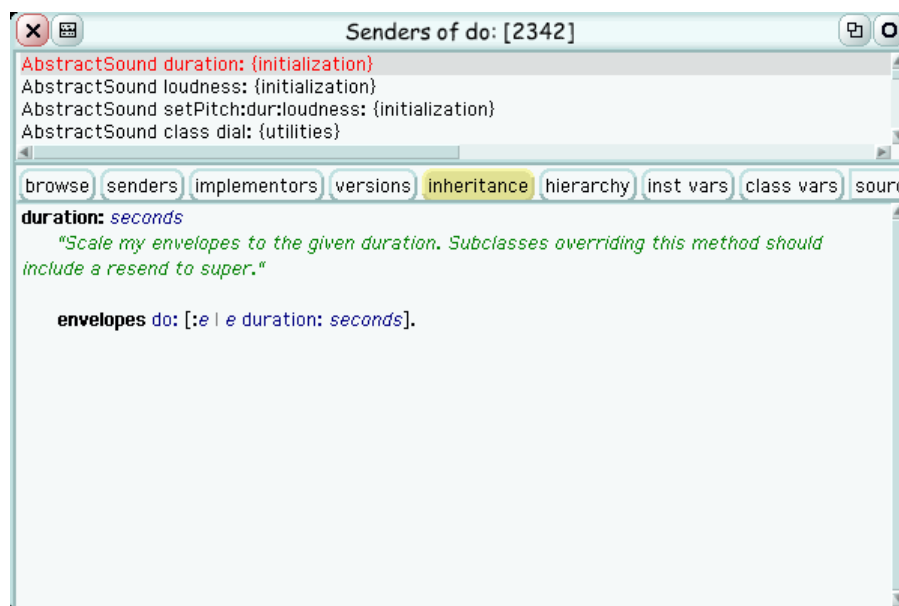 Senders of do: [2342]
AbstractSound duration: {initialization}
AbstractSound loudness: {initialization}
AbstractSound setPitch:dur:loudness: {initialization}
AbstractSound class dial: {utilities}
browse senders implementors versions inheritance hierarchy inst vars class vars sourc
duration: seconds
"Scale my envelopes to the given duration. Subclasses overriding this method should
include a resend to super."
envelopes do: [:e | e duration: seconds].